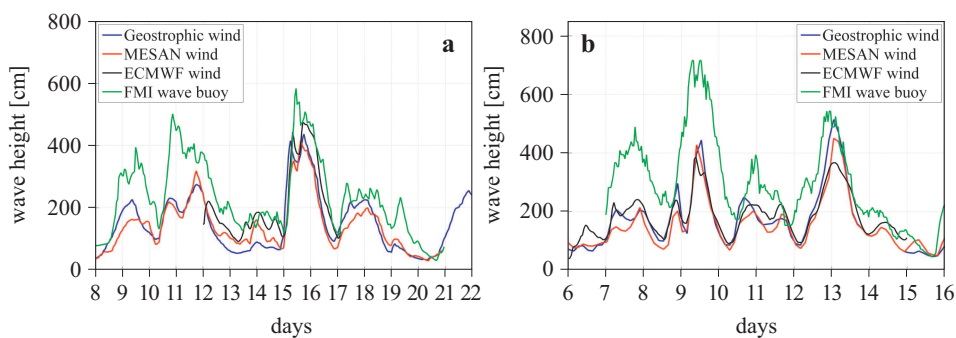 800
600
400
200
0
wave height [cm]
Geostrophic wind
MESAN wind
ECMWF wind
FMI wave buoy
a
8 9 10 11 12 13 14 15 16 17 18 19 20 21 22
days
800
600
400
200
0
wave height [cm]
b
Geostrophic wind
MESAN wind
ECMWF wind
FMI wave buoy
6 7 8 9 10 11 12 13 14 15 16
days